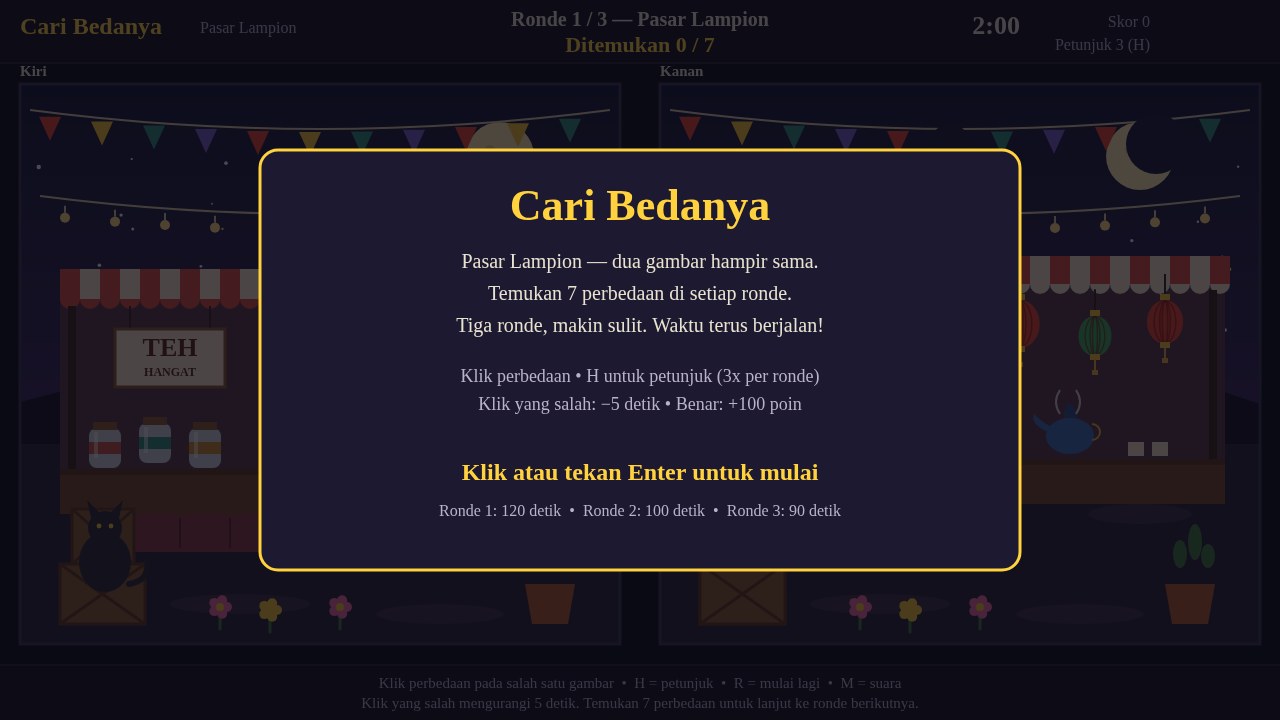 Cari Bedanya
Pasar Lampion
Ronde 1 / 3 — Pasar Lampion
Ditemukan 0 / 7
2:00
Skor 0
Petunjuk 3 (H)
Kiri
Kanan
TEH
HANGAT
Cari Bedanya
Pasar Lampion — dua gambar hampir sama.
Temukan 7 perbedaan di setiap ronde.
Tiga ronde, makin sulit. Waktu terus berjalan!
Klik perbedaan • H untuk petunjuk (3x per ronde)
Klik yang salah: −5 detik • Benar: +100 poin
Klik atau tekan Enter untuk mulai
Ronde 1: 120 detik • Ronde 2: 100 detik • Ronde 3: 90 detik
Klik perbedaan pada salah satu gambar • H = petunjuk • R = mulai lagi • M = suara
Klik yang salah mengurangi 5 detik. Temukan 7 perbedaan untuk lanjut ke ronde berikutnya.